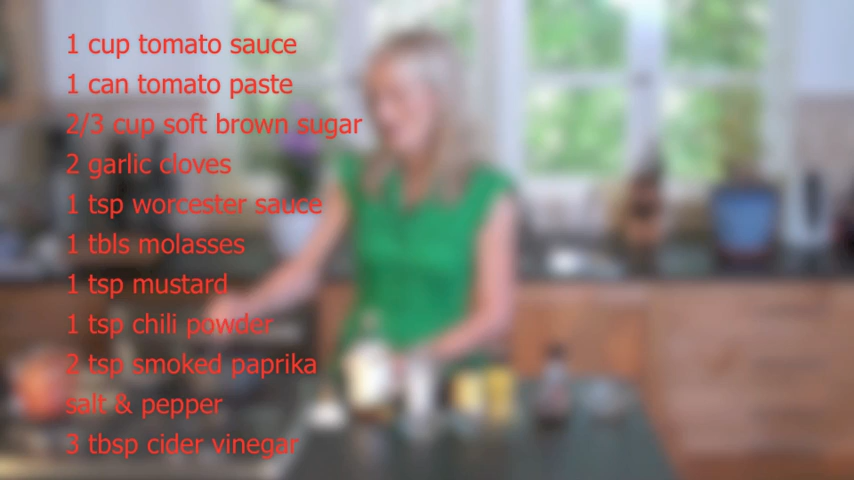 1 cup tomato sauce
1 can tomato paste
2/3 cup soft brown sugar
2 garlic cloves
1 tsp worcester sauce
1 tbls molasses
1 tsp mustard
1 tsp chili powder
2 tsp smoked paprika
salt & pepper
3 tbsp cider vinegar